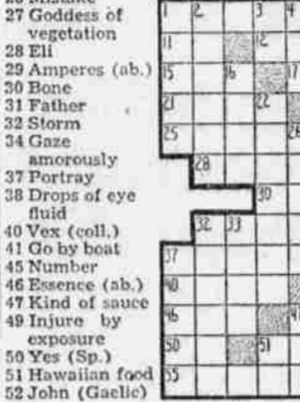 27 Goddess of
vegetation
28 Eli
29 Amperes (ab.)
30 Bone
31 Father
32 Storm
34 Gaze
amorously
37 Portray
38 Drops of eye
fluid
40 Vex (coll.)
41 Go by boat
45 Number
46 Essence (ab.)
47 Kind of sauce
49 Injure by
exposure
50 Yes (Sp.)
51 Hawaiian food
52 John (Gaelic)
1 2 3 4
11 12
15 16 17
21 22
25 26
28
30
32 33
37
40
46
50 51
55